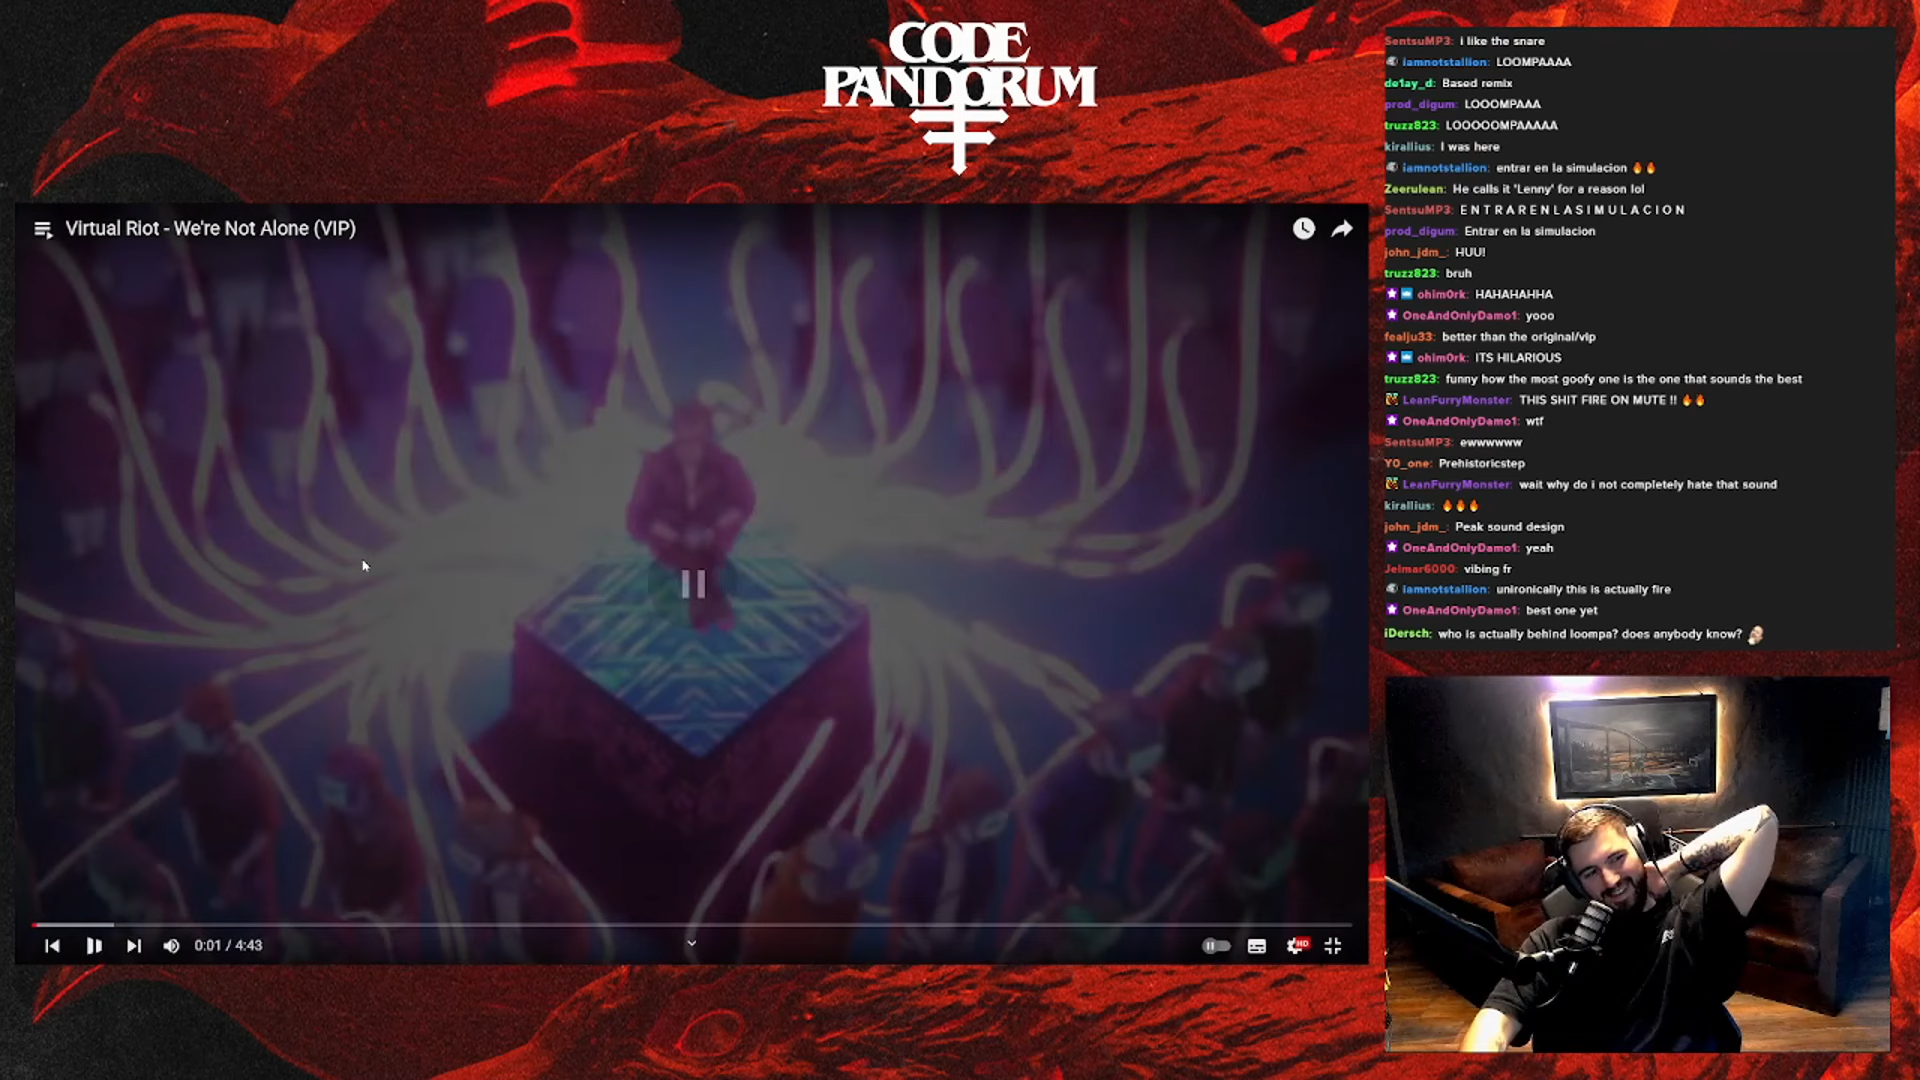 CODE
PANDORUM
Virtual Riot - We're Not Alone (VIP)
0:01 / 4:43
HD
SentsuMP3: i like the snare
iamnotstallion: LOOMPAAAA
de1ay_d: Based remix
prod_digum: LOOOMPAAA
truzz823: LOOOOOMPAAAAA
kirallius: I was here
iamnotstallion: entrar en la simulacion 🔥🔥
Zeerulean: He calls it 'Lenny' for a reason lol
SentsuMP3: E N T R A R E N L A S I M U L A C I O N
prod_digum: Entrar en la simulacion
john_jdm_: HUU!
truzz823: bruh
ohim0rk: HAHAHAHHA
OneAndOnlyDamo1: yooo
fealju33: better than the original/vip
ohim0rk: ITS HILARIOUS
truzz823: funny how the most goofy one is the one that sounds the best
LeanFurryMonster: THIS SHIT FIRE ON MUTE !! 🔥🔥
OneAndOnlyDamo1: wtf
SentsuMP3: ewwwwww
YO_one: Prehistoricstep
LeanFurryMonster: wait why do i not completely hate that sound
kirallius: 🔥🔥🔥
john_jdm_: Peak sound design
OneAndOnlyDamo1: yeah
Jelmar6000: vibing fr
iamnotstallion: unironically this is actually fire
OneAndOnlyDamo1: best one yet
iDersch: who is actually behind loompa? does anybody know?